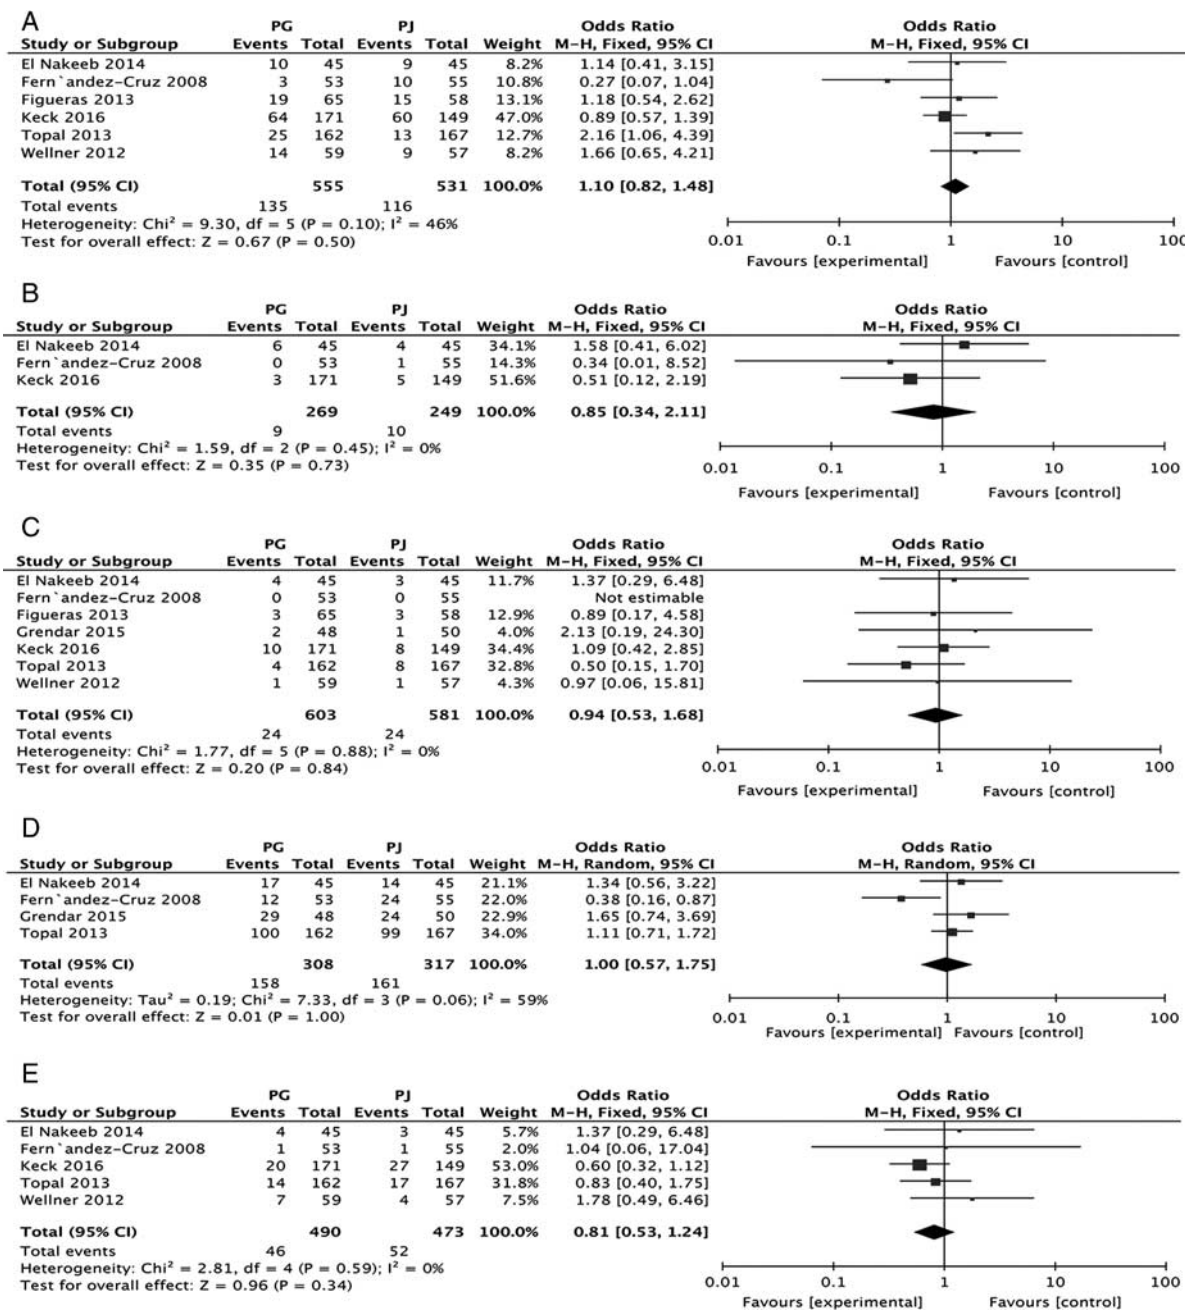 A
PG PJ Odds Ratio Odds Ratio
Study or Subgroup Events Total Events Total Weight M-H, Fixed, 95% CI M-H, Fixed, 95% CI
El Nakeeb 2014 10 45 9 45 8.2% 1.14 [0.41, 3.15]
Fern`andez-Cruz 2008 3 53 10 55 10.8% 0.27 [0.07, 1.04]
Figueras 2013 19 65 15 58 13.1% 1.18 [0.54, 2.62]
Keck 2016 64 171 60 149 47.0% 0.89 [0.57, 1.39]
Topal 2013 25 162 13 167 12.7% 2.16 [1.06, 4.39]
Wellner 2012 14 59 9 57 8.2% 1.66 [0.65, 4.21]
Total (95% CI) 555 531 100.0% 1.10 [0.82, 1.48]
Total events 135 116
Heterogeneity: Chi² = 9.30, df = 5 (P = 0.10); I² = 46%
Test for overall effect: Z = 0.67 (P = 0.50)
0.01 0.1 1 10 100
Favours [experimental] Favours [control]
B
PG PJ Odds Ratio Odds Ratio
Study or Subgroup Events Total Events Total Weight M-H, Fixed, 95% CI M-H, Fixed, 95% CI
El Nakeeb 2014 6 45 4 45 34.1% 1.58 [0.41, 6.02]
Fern`andez-Cruz 2008 0 53 1 55 14.3% 0.34 [0.01, 8.52]
Keck 2016 3 171 5 149 51.6% 0.51 [0.12, 2.19]
Total (95% CI) 269 249 100.0% 0.85 [0.34, 2.11]
Total events 9 10
Heterogeneity: Chi² = 1.59, df = 2 (P = 0.45); I² = 0%
Test for overall effect: Z = 0.35 (P = 0.73)
0.01 0.1 1 10 100
Favours [experimental] Favours [control]
C
PG PJ Odds Ratio Odds Ratio
Study or Subgroup Events Total Events Total Weight M-H, Fixed, 95% CI M-H, Fixed, 95% CI
El Nakeeb 2014 4 45 3 45 11.7% 1.37 [0.29, 6.48]
Fern`andez-Cruz 2008 0 53 0 55 Not estimable
Figueras 2013 3 65 3 58 12.9% 0.89 [0.17, 4.58]
Grendar 2015 2 48 1 50 4.0% 2.13 [0.19, 24.30]
Keck 2016 10 171 8 149 34.4% 1.09 [0.42, 2.85]
Topal 2013 4 162 8 167 32.8% 0.50 [0.15, 1.70]
Wellner 2012 1 59 1 57 4.3% 0.97 [0.06, 15.81]
Total (95% CI) 603 581 100.0% 0.94 [0.53, 1.68]
Total events 24 24
Heterogeneity: Chi² = 1.77, df = 5 (P = 0.88); I² = 0%
Test for overall effect: Z = 0.20 (P = 0.84)
0.01 0.1 1 10 100
Favours [experimental] Favours [control]
D
PG PJ Odds Ratio Odds Ratio
Study or Subgroup Events Total Events Total Weight M-H, Random, 95% CI M-H, Random, 95% CI
El Nakeeb 2014 17 45 14 45 21.1% 1.34 [0.56, 3.22]
Fern`andez-Cruz 2008 12 53 24 55 22.0% 0.38 [0.16, 0.87]
Grendar 2015 29 48 24 50 22.9% 1.65 [0.74, 3.69]
Topal 2013 100 162 99 167 34.0% 1.11 [0.71, 1.72]
Total (95% CI) 308 317 100.0% 1.00 [0.57, 1.75]
Total events 158 161
Heterogeneity: Tau² = 0.19; Chi² = 7.33, df = 3 (P = 0.06); I² = 59%
Test for overall effect: Z = 0.01 (P = 1.00)
0.01 0.1 1 10 100
Favours [experimental] Favours [control]
E
PG PJ Odds Ratio Odds Ratio
Study or Subgroup Events Total Events Total Weight M-H, Fixed, 95% CI M-H, Fixed, 95% CI
El Nakeeb 2014 4 45 3 45 5.7% 1.37 [0.29, 6.48]
Fern`andez-Cruz 2008 1 53 1 55 2.0% 1.04 [0.06, 17.04]
Keck 2016 20 171 27 149 53.0% 0.60 [0.32, 1.12]
Topal 2013 14 162 17 167 31.8% 0.83 [0.40, 1.75]
Wellner 2012 7 59 4 57 7.5% 1.78 [0.49, 6.46]
Total (95% CI) 490 473 100.0% 0.81 [0.53, 1.24]
Total events 46 52
Heterogeneity: Chi² = 2.81, df = 4 (P = 0.59); I² = 0%
Test for overall effect: Z = 0.96 (P = 0.34)
0.01 0.1 1 10 100
Favours [experimental] Favours [control]